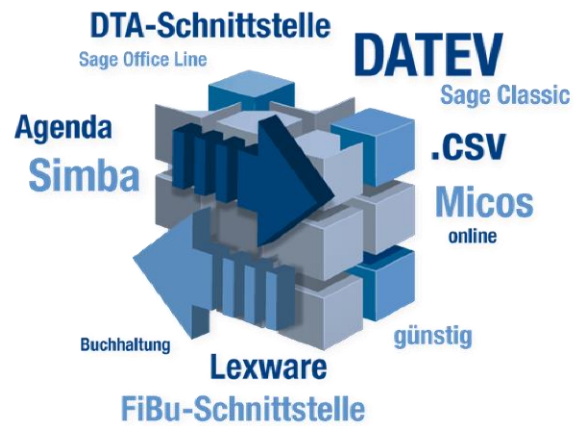 DTA-Schnittstelle
Sage Office Line
DATEV
Sage Classic
Agenda
.csv
Simba
Micos
online
günstig
Buchhaltung
Lexware
FiBu-Schnittstelle